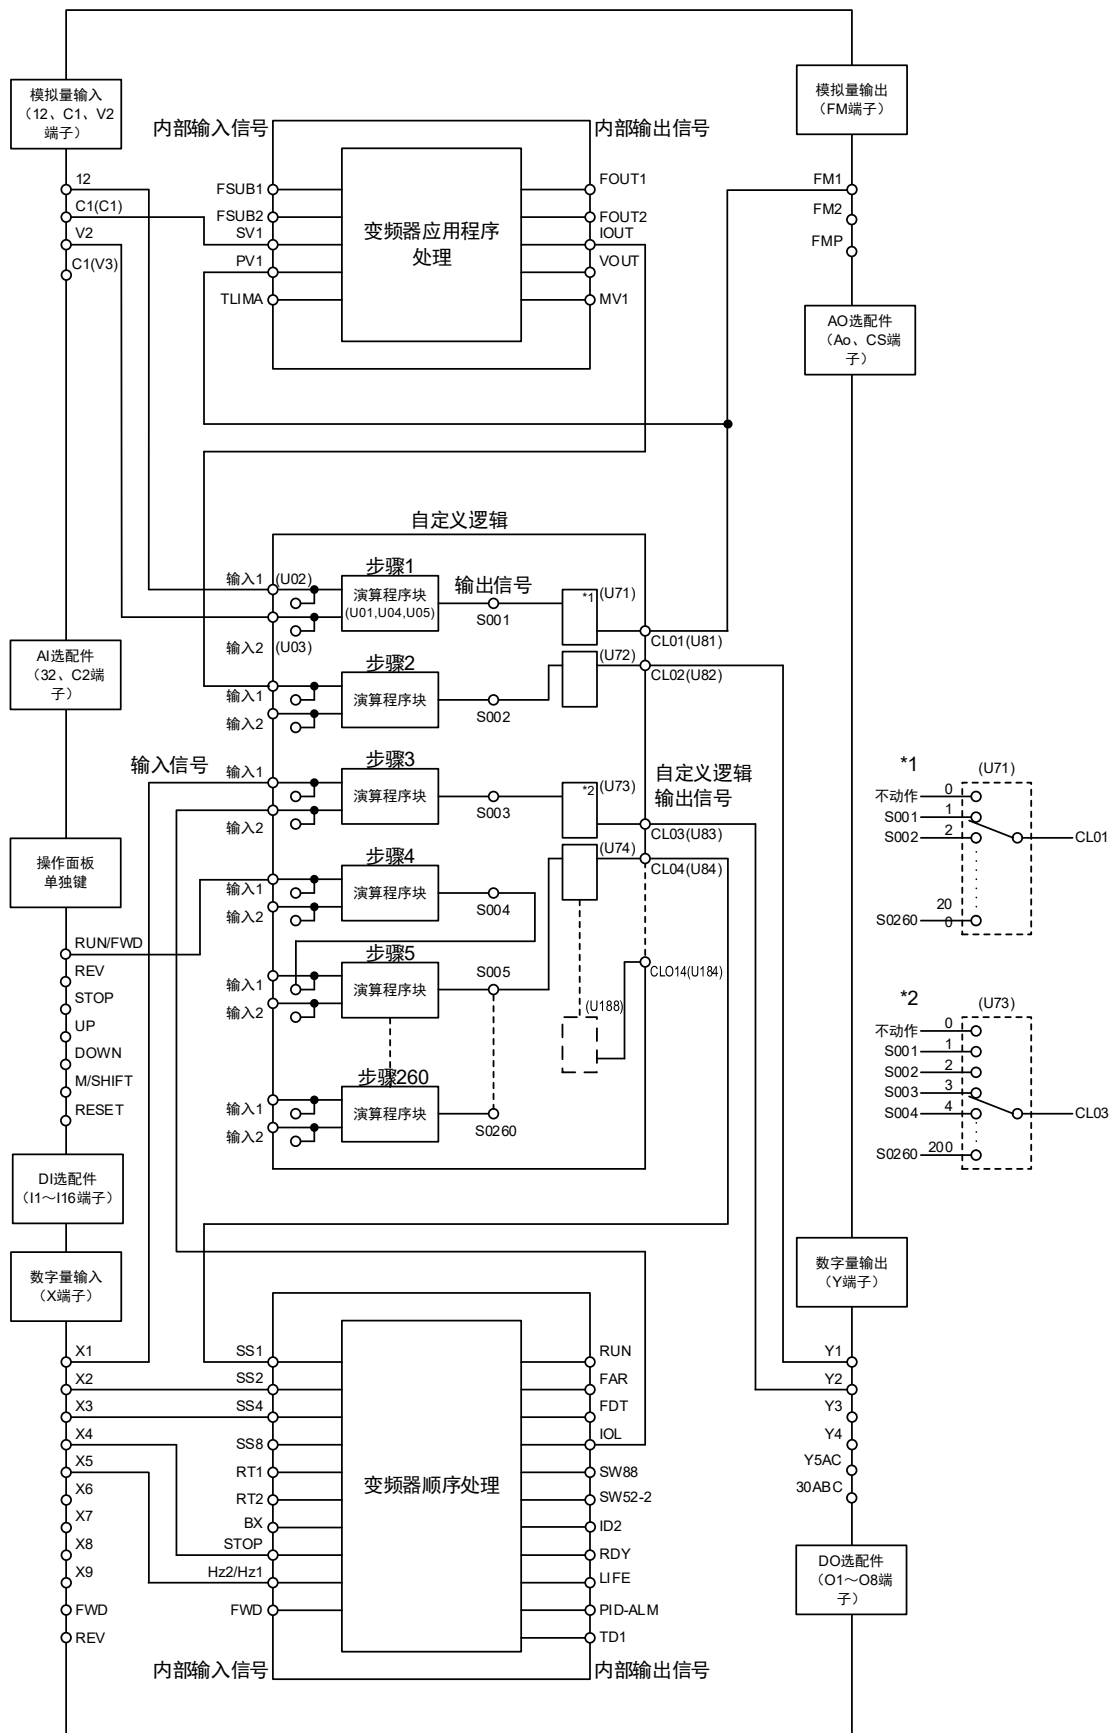 模拟量输入
（12、C1、V2
端子）
模拟量输出
（FM端子）
内部输入信号
内部输出信号
12
C1(C1)
V2
C1(V3)
FSUB1
FSUB2
SV1
PV1
TLIMA
变频器应用程序
处理
FOUT1
FOUT2
IOUT
VOUT
MV1
FM1
FM2
FMP
AO选配件
（Ao、CS端
子）
自定义逻辑
输入1
(U02)
步骤1
演算程序块
(U01,U04,U05)
输出信号
S001
*1
(U71)
CL01(U81)
输入2
(U03)
AI选配件
（32、C2端
子）
步骤2
输入1
演算程序块
S002
(U72)
CL02(U82)
输入2
输入信号
步骤3
输入1
演算程序块
S003
*2
(U73)
自定义逻辑
输出信号
CL03(U83)
输入2
操作面板
单独键
步骤4
输入1
演算程序块
S004
(U74)
CL04(U84)
输入2
RUN/FWD
REV
STOP
UP
DOWN
M/SHIFT
RESET
步骤5
输入1
演算程序块
S005
输入2
(U188)
CLO14(U184)
步骤260
输入1
演算程序块
S0260
输入2
*1
(U71)
不动作
0
S001
1
S002
2
CL01
S0260
20
0
*2
(U73)
不动作
0
S001
1
S002
2
S003
3
S004
4
CL03
S0260
200
DI选配件
（I1～I16端子）
数字量输入
（X端子）
数字量输出
（Y端子）
X1
X2
X3
X4
X5
X6
X7
X8
X9
FWD
REV
SS1
SS2
SS4
SS8
RT1
RT2
BX
STOP
Hz2/Hz1
FWD
变频器顺序处理
RUN
FAR
FDT
IOL
SW88
SW52-2
ID2
RDY
LIFE
PID-ALM
TD1
Y1
Y2
Y3
Y4
Y5AC
30ABC
DO选配件
（O1～O8端
子）
内部输入信号
内部输出信号